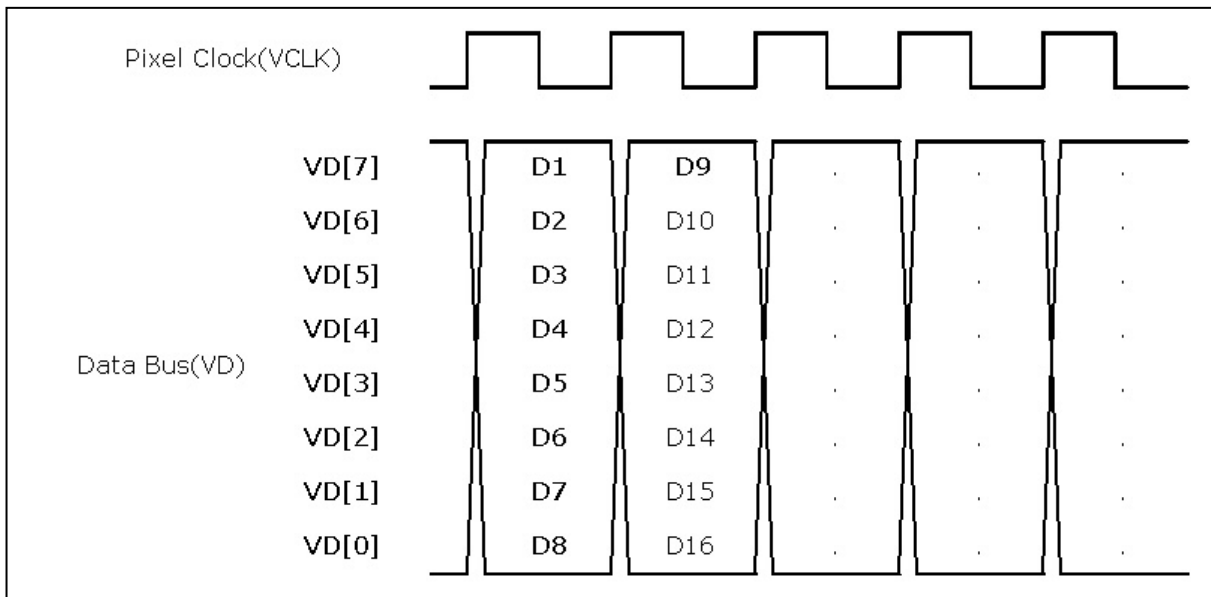 Pixel Clock(VCLK)
VD[7] D1 D9 . . .
VD[6] D2 D10 . . .
VD[5] D3 D11 . . .
VD[4] D4 D12 . . .
Data Bus(VD)
VD[3] D5 D13 . . .
VD[2] D6 D14 . . .
VD[1] D7 D15 . . .
VD[0] D8 D16 . . .